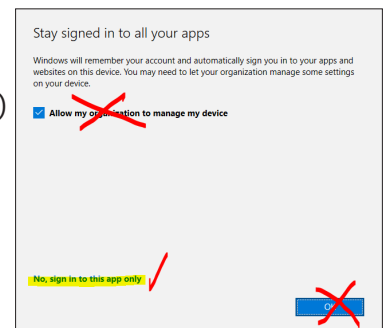 Stay signed in to all your apps
Windows will remember your account and automatically sign you in to your apps and
websites on this device. You may need to let your organization manage some settings
on your device.
Allow my organization to manage my device
No, sign in to this app only
OK